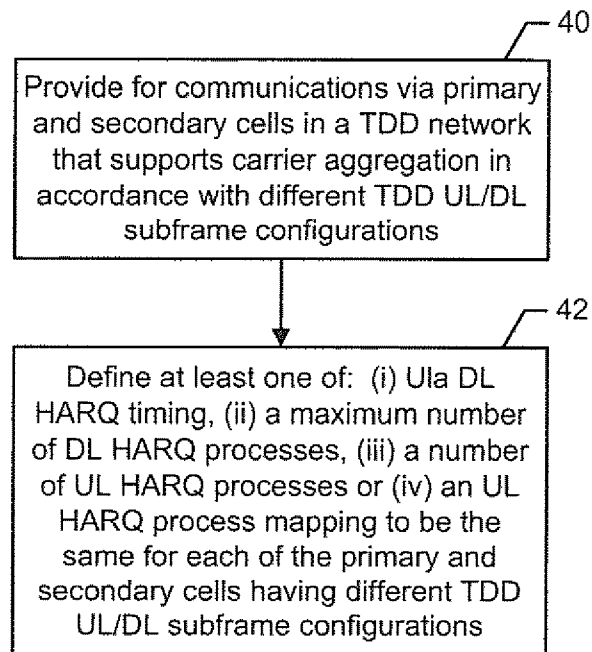 40
Provide for communications via primary
and secondary cells in a TDD network
that supports carrier aggregation in
accordance with different TDD UL/DL
subframe configurations
42
Define at least one of: (i) Ula DL
HARQ timing, (ii) a maximum number
of DL HARQ processes, (iii) a number
of UL HARQ processes or (iv) an UL
HARQ process mapping to be the
same for each of the primary and
secondary cells having different TDD
UL/DL subframe configurations